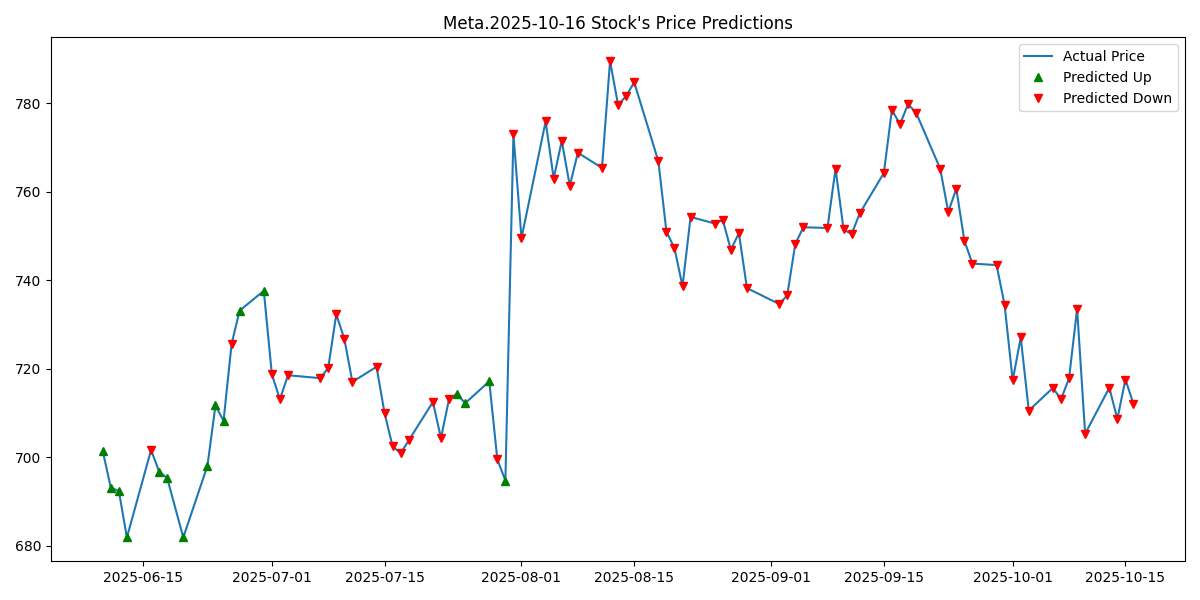 Meta.2025-10-16 Stock's Price Predictions
Actual Price
Predicted Up
Predicted Down
780
760
740
720
700
680
2025-06-15 2025-07-01 2025-07-15 2025-08-01 2025-08-15 2025-09-01 2025-09-15 2025-10-01 2025-10-15